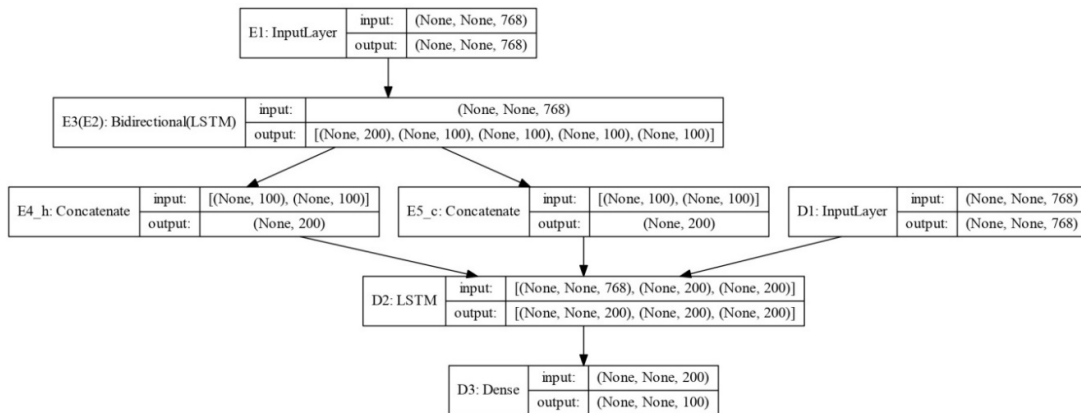 E1: InputLayer
input: (None, None, 768)
output: (None, None, 768)
E3(E2): Bidirectional(LSTM)
input: (None, None, 768)
output: [(None, 200), (None, 100), (None, 100), (None, 100), (None, 100)]
E4_h: Concatenate
input: [(None, 100), (None, 100)]
output: (None, 200)
E5_c: Concatenate
input: [(None, 100), (None, 100)]
output: (None, 200)
D1: InputLayer
input: (None, None, 768)
output: (None, None, 768)
D2: LSTM
input: [(None, None, 768), (None, 200), (None, 200)]
output: [(None, None, 200), (None, 200), (None, 200)]
D3: Dense
input: (None, None, 200)
output: (None, None, 100)